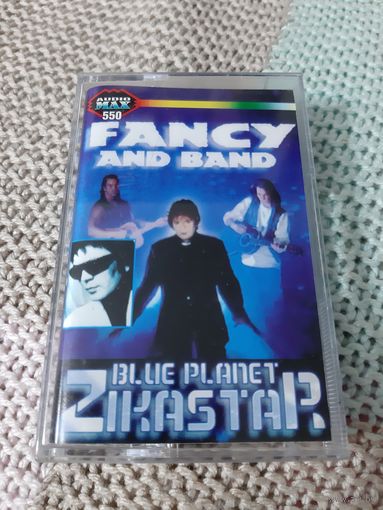 AUDIO
MAX
550
FANCY
AND BAND
BLUE PLANET
ZIKASTAR